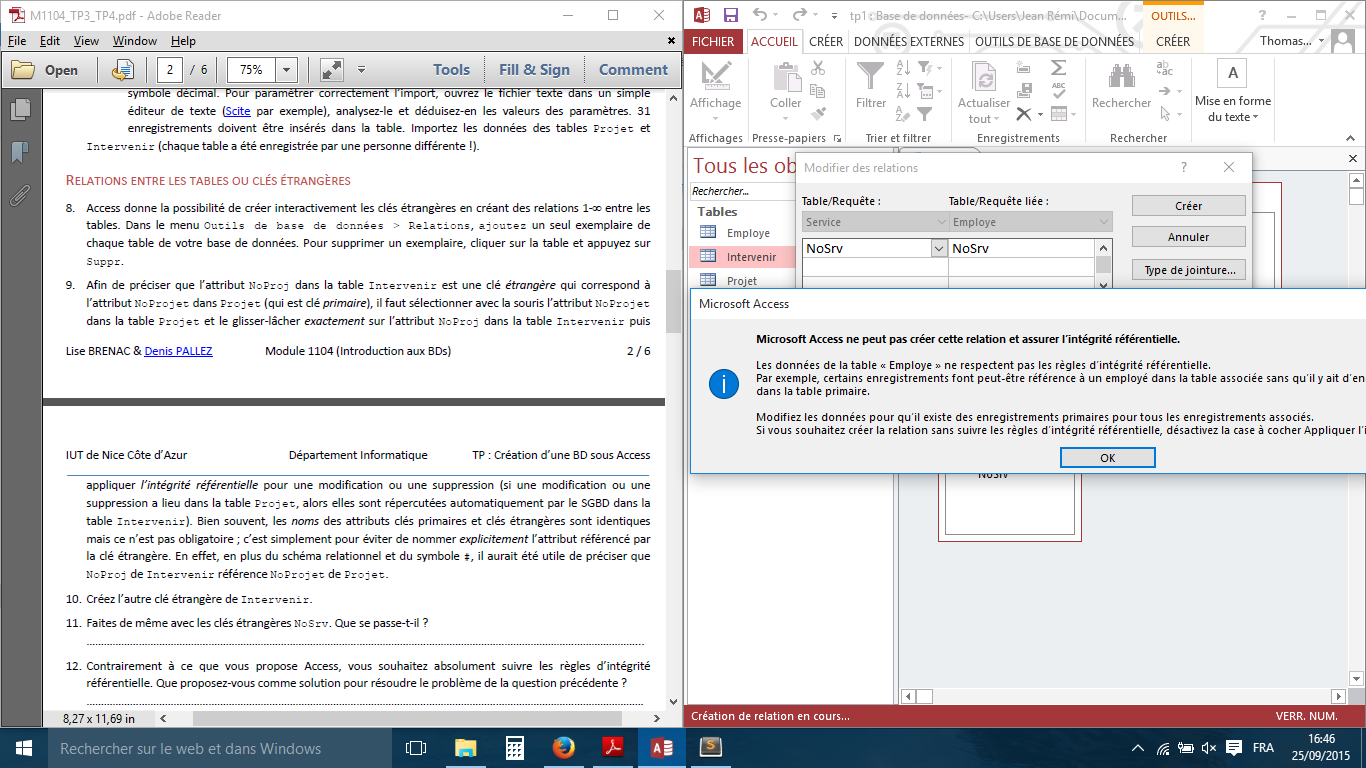 M1104_TP3_TP4.pdf - Adobe Reader
File Edit View Window Help
Open 2 / 6 75% Tools Fill & Sign Comment
symbole décimal. Pour paramétrer correctement l'import, ouvrez le fichier texte dans un simple
éditeur de texte (Scite par exemple), analysez-le et déduisez-en les valeurs des paramètres. 31
enregistrements doivent être insérés dans la table. Importez les données des tables Projet et
Intervenir (chaque table a été enregistrée par une personne différente !).
RELATIONS ENTRE LES TABLES OU CLÉS ÉTRANGÈRES
8. Access donne la possibilité de créer interactivement les clés étrangères en créant des relations 1-∞ entre les
tables. Dans le menu Outils de base de données > Relations, ajoutez un seul exemplaire de
chaque table de votre base de données. Pour supprimer un exemplaire, cliquer sur la table et appuyez sur
Suppr.
9. Afin de préciser que l'attribut NoProj dans la table Intervenir est une clé étrangère qui correspond à
l'attribut NoProjet dans Projet (qui est clé primaire), il faut sélectionner avec la souris l'attribut NoProjet
dans la table Projet et le glisser-lâcher exactement sur l'attribut NoProj dans la table Intervenir puis
Lise BRENAC & Denis PALLEZ Module 1104 (Introduction aux BDs) 2 / 6
IUT de Nice Côte d'Azur Département Informatique TP : Création d'une BD sous Access
appliquer l'intégrité référentielle pour une modification ou une suppression (si une modification ou une
suppression a lieu dans la table Projet, alors elles sont répercutées automatiquement par le SGBD dans la
table Intervenir). Bien souvent, les noms des attributs clés primaires et clés étrangères sont identiques
mais ce n'est pas obligatoire ; c'est simplement pour éviter de nommer explicitement l'attribut référencé par
la clé étrangère. En effet, en plus du schéma relationnel et du symbole #, il aurait été utile de préciser que
NoProj de Intervenir référence NoProjet de Projet.
10. Créez l'autre clé étrangère de Intervenir.
11. Faites de même avec les clés étrangères NoSrv. Que se passe-t-il ?
12. Contrairement à ce que vous propose Access, vous souhaitez absolument suivre les règles d'intégrité
référentielle. Que proposez-vous comme solution pour résoudre le problème de la question précédente ?
8,27 x 11,69 in
tp1 : Base de données- C:\Users\Jean Rémi\Docum... OUTILS...
FICHIER ACCUEIL CRÉER DONNÉES EXTERNES OUTILS DE BASE DE DONNÉES CRÉER Thomas...
Affichage Coller Filtrer Actualiser tout Rechercher Mise en forme du texte
Affichages Presse-papiers Trier et filtrer Enregistrements Rechercher
Tous les ob
Rechercher...
Tables
Employe
Intervenir
Projet
Modifier des relations
Table/Requête : Table/Requête liée :
Service Employe
NoSrv NoSrv
Créer
Annuler
Type de jointure...
Microsoft Access
Microsoft Access ne peut pas créer cette relation et assurer l'intégrité référentielle.
Les données de la table « Employe » ne respectent pas les règles d'intégrité référentielle.
Par exemple, certains enregistrements font peut-être référence à un employé dans la table associée sans qu'il y ait d'en
dans la table primaire.
Modifiez les données pour qu'il existe des enregistrements primaires pour tous les enregistrements associés.
Si vous souhaitez créer la relation sans suivre les règles d'intégrité référentielle, désactivez la case à cocher Appliquer l'i
OK
NoSrv
Création de relation en cours... VERR. NUM.
Rechercher sur le web et dans Windows
FRA
16:46
25/09/2015